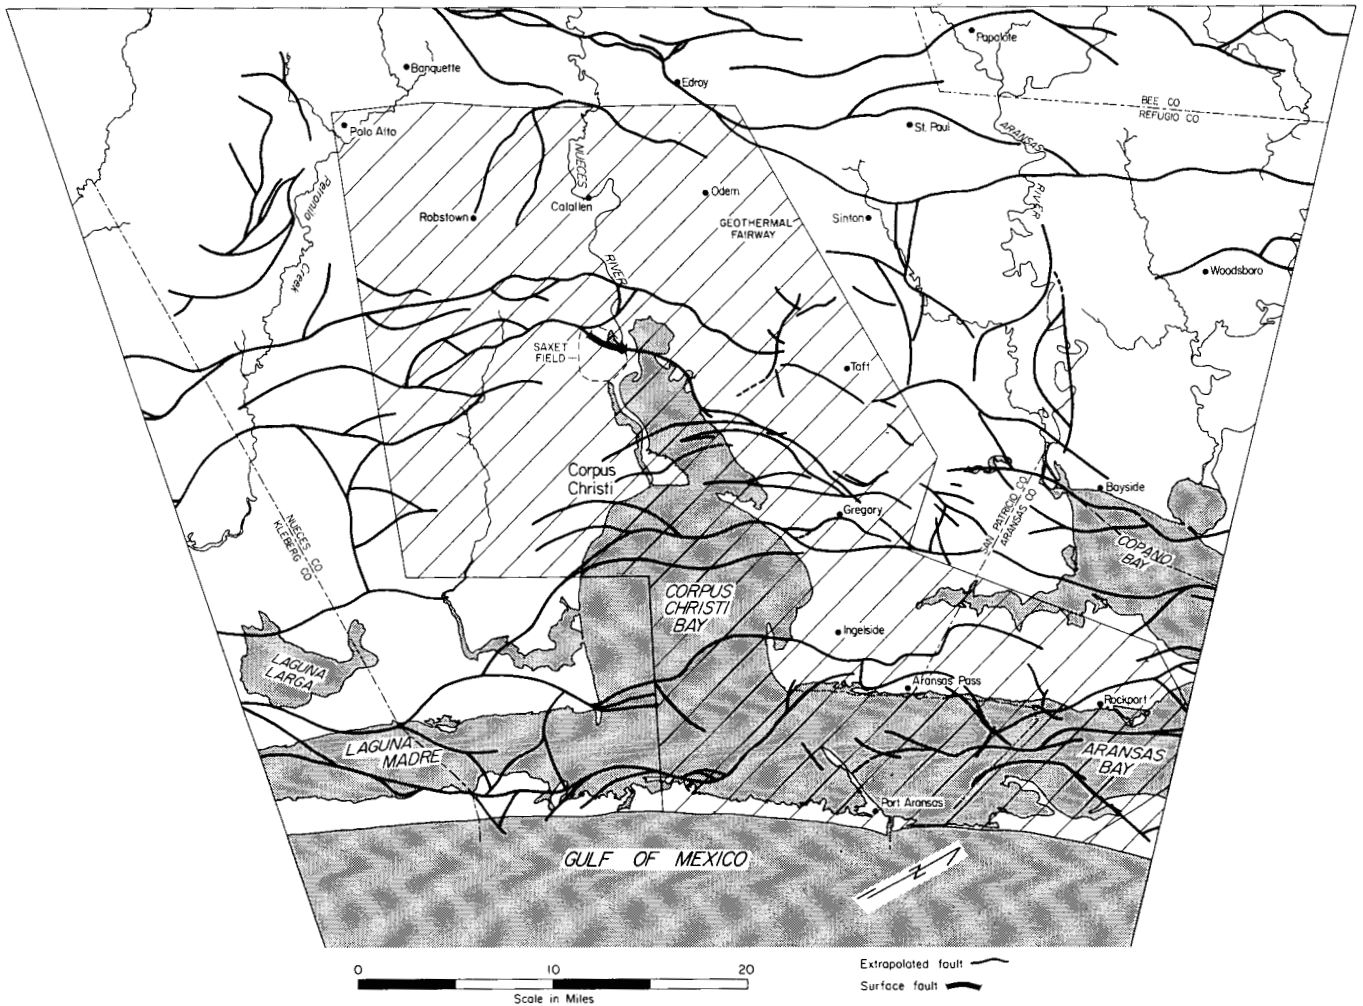 Papalote
Banquette
Edroy
BEE CO
REFUGIO CO
Palo Alto
St. Paul
ARANSAS
RIVER
NUECES
RIVER
Petronila
Creek
Odem
Calallen
Robstown
Sinton
GEOTHERMAL
FAIRWAY
Woodsboro
SAXET
FIELD
Taft
Corpus
Christi
Bayside
Gregory
NUECES CO
KLEBERG CO
SAN PATRICIO CO
ARANSAS CO
COPANO
BAY
CORPUS
CHRISTI
BAY
Ingleside
LAGUNA
LARGA
Aransas Pass
Rockport
LAGUNA
MADRE
ARANSAS
BAY
Port Aransas
GULF OF MEXICO
N
0 10 20
Scale in Miles
Extrapolated fault
Surface fault